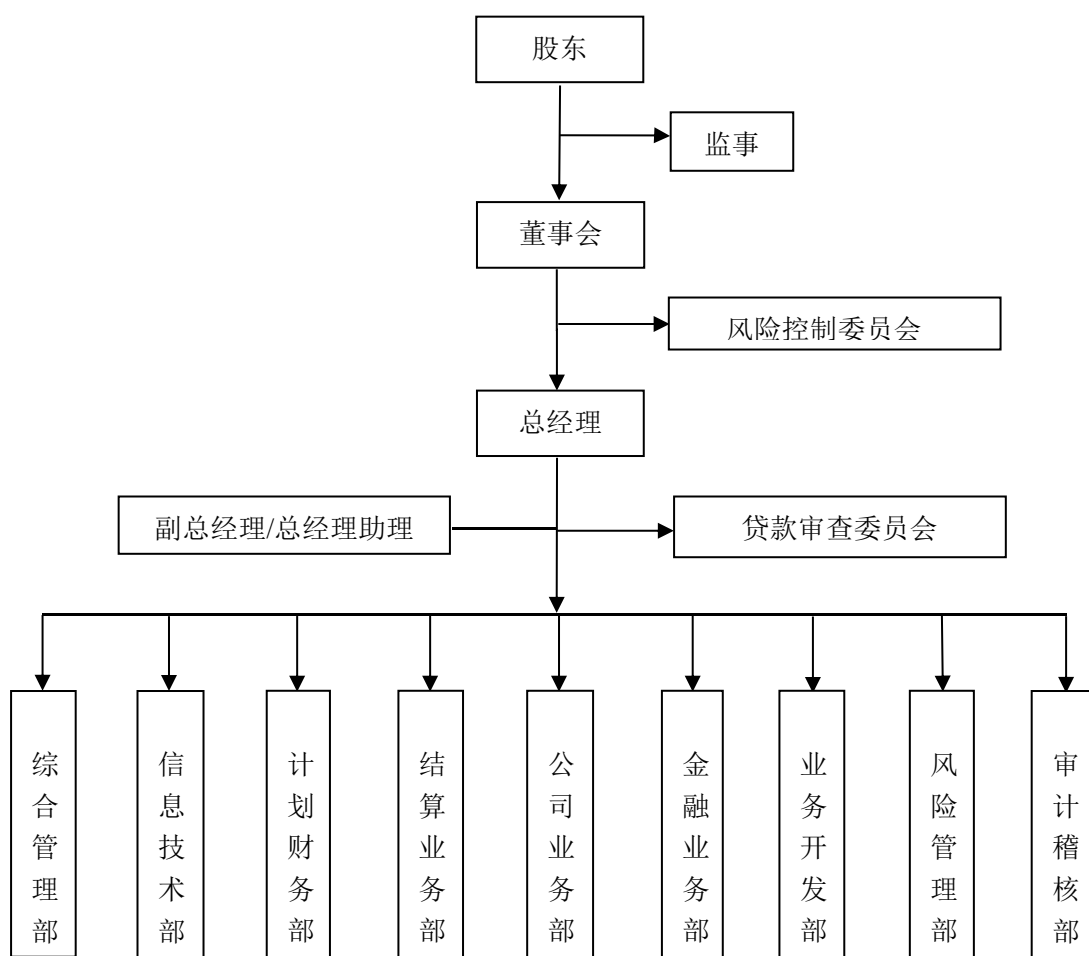 股东
监事
董事会
风险控制委员会
总经理
副总经理/总经理助理
贷款审查委员会
综合管理部
信息技术部
计划财务部
结算业务部
公司业务部
金融业务部
业务开发部
风险管理部
审计稽核部